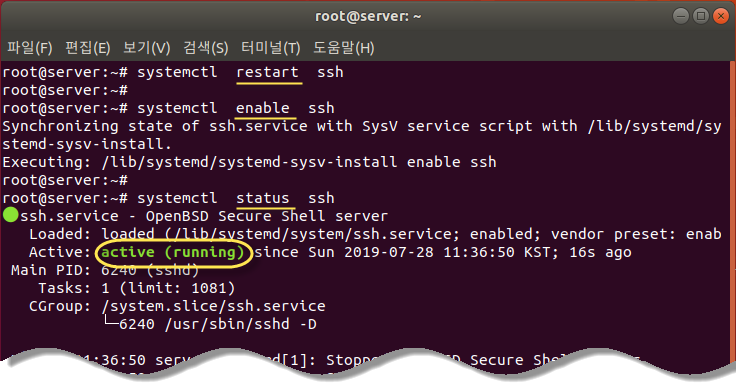 root@server: ~
파일(F) 편집(E) 보기(V) 검색(S) 터미널(T) 도움말(H)
root@server:~# systemctl restart ssh
root@server:~#
root@server:~# systemctl enable ssh
Synchronizing state of ssh.service with SysV service script with /lib/systemd/sy
stemd-sysv-install.
Executing: /lib/systemd/systemd-sysv-install enable ssh
root@server:~#
root@server:~# systemctl status ssh
ssh.service - OpenBSD Secure Shell server
Loaded: loaded (/lib/systemd/system/ssh.service; enabled; vendor preset: enab
Active: active (running) since Sun 2019-07-28 11:36:50 KST; 16s ago
Main PID: 6240 (sshd)
Tasks: 1 (limit: 1081)
CGroup: /system.slice/ssh.service
└─6240 /usr/sbin/sshd -D
1:36:50 d[1]: Secure